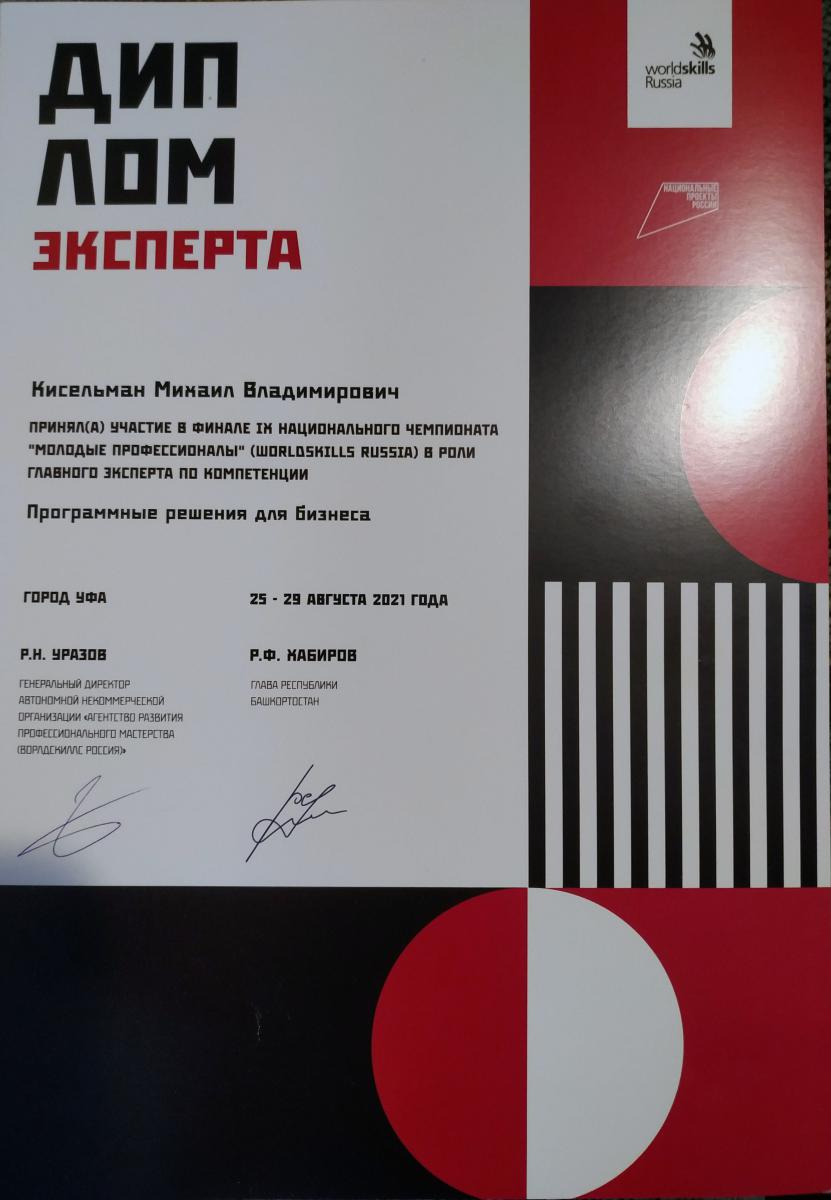 ДИП
ЛОМ
ЭКСПЕРТА
worldskills
Russia
НАЦИОНАЛЬНЫЕ
ПРОЕКТЫ
РОССИИ
Кисельман Михаил Владимирович
ПРИНЯЛ(А) УЧАСТИЕ В ФИНАЛЕ IX НАЦИОНАЛЬНОГО ЧЕМПИОНАТА
"МОЛОДЫЕ ПРОФЕССИОНАЛЫ" (WORLDSKILLS RUSSIA) В РОЛИ
ГЛАВНОГО ЭКСПЕРТА ПО КОМПЕТЕНЦИИ
Программные решения для бизнеса
ГОРОД УФА
25 - 29 АВГУСТА 2021 ГОДА
Р.Н. УРАЗОВ
ГЕНЕРАЛЬНЫЙ ДИРЕКТОР
АВТОНОМНОЙ НЕКОММЕРЧЕСКОЙ
ОРГАНИЗАЦИИ «АГЕНТСТВО РАЗВИТИЯ
ПРОФЕССИОНАЛЬНОГО МАСТЕРСТВА
(ВОРЛДСКИЛЛС РОССИЯ)»
Р.Ф. ХАБИРОВ
ГЛАВА РЕСПУБЛИКИ
БАШКОРТОСТАН